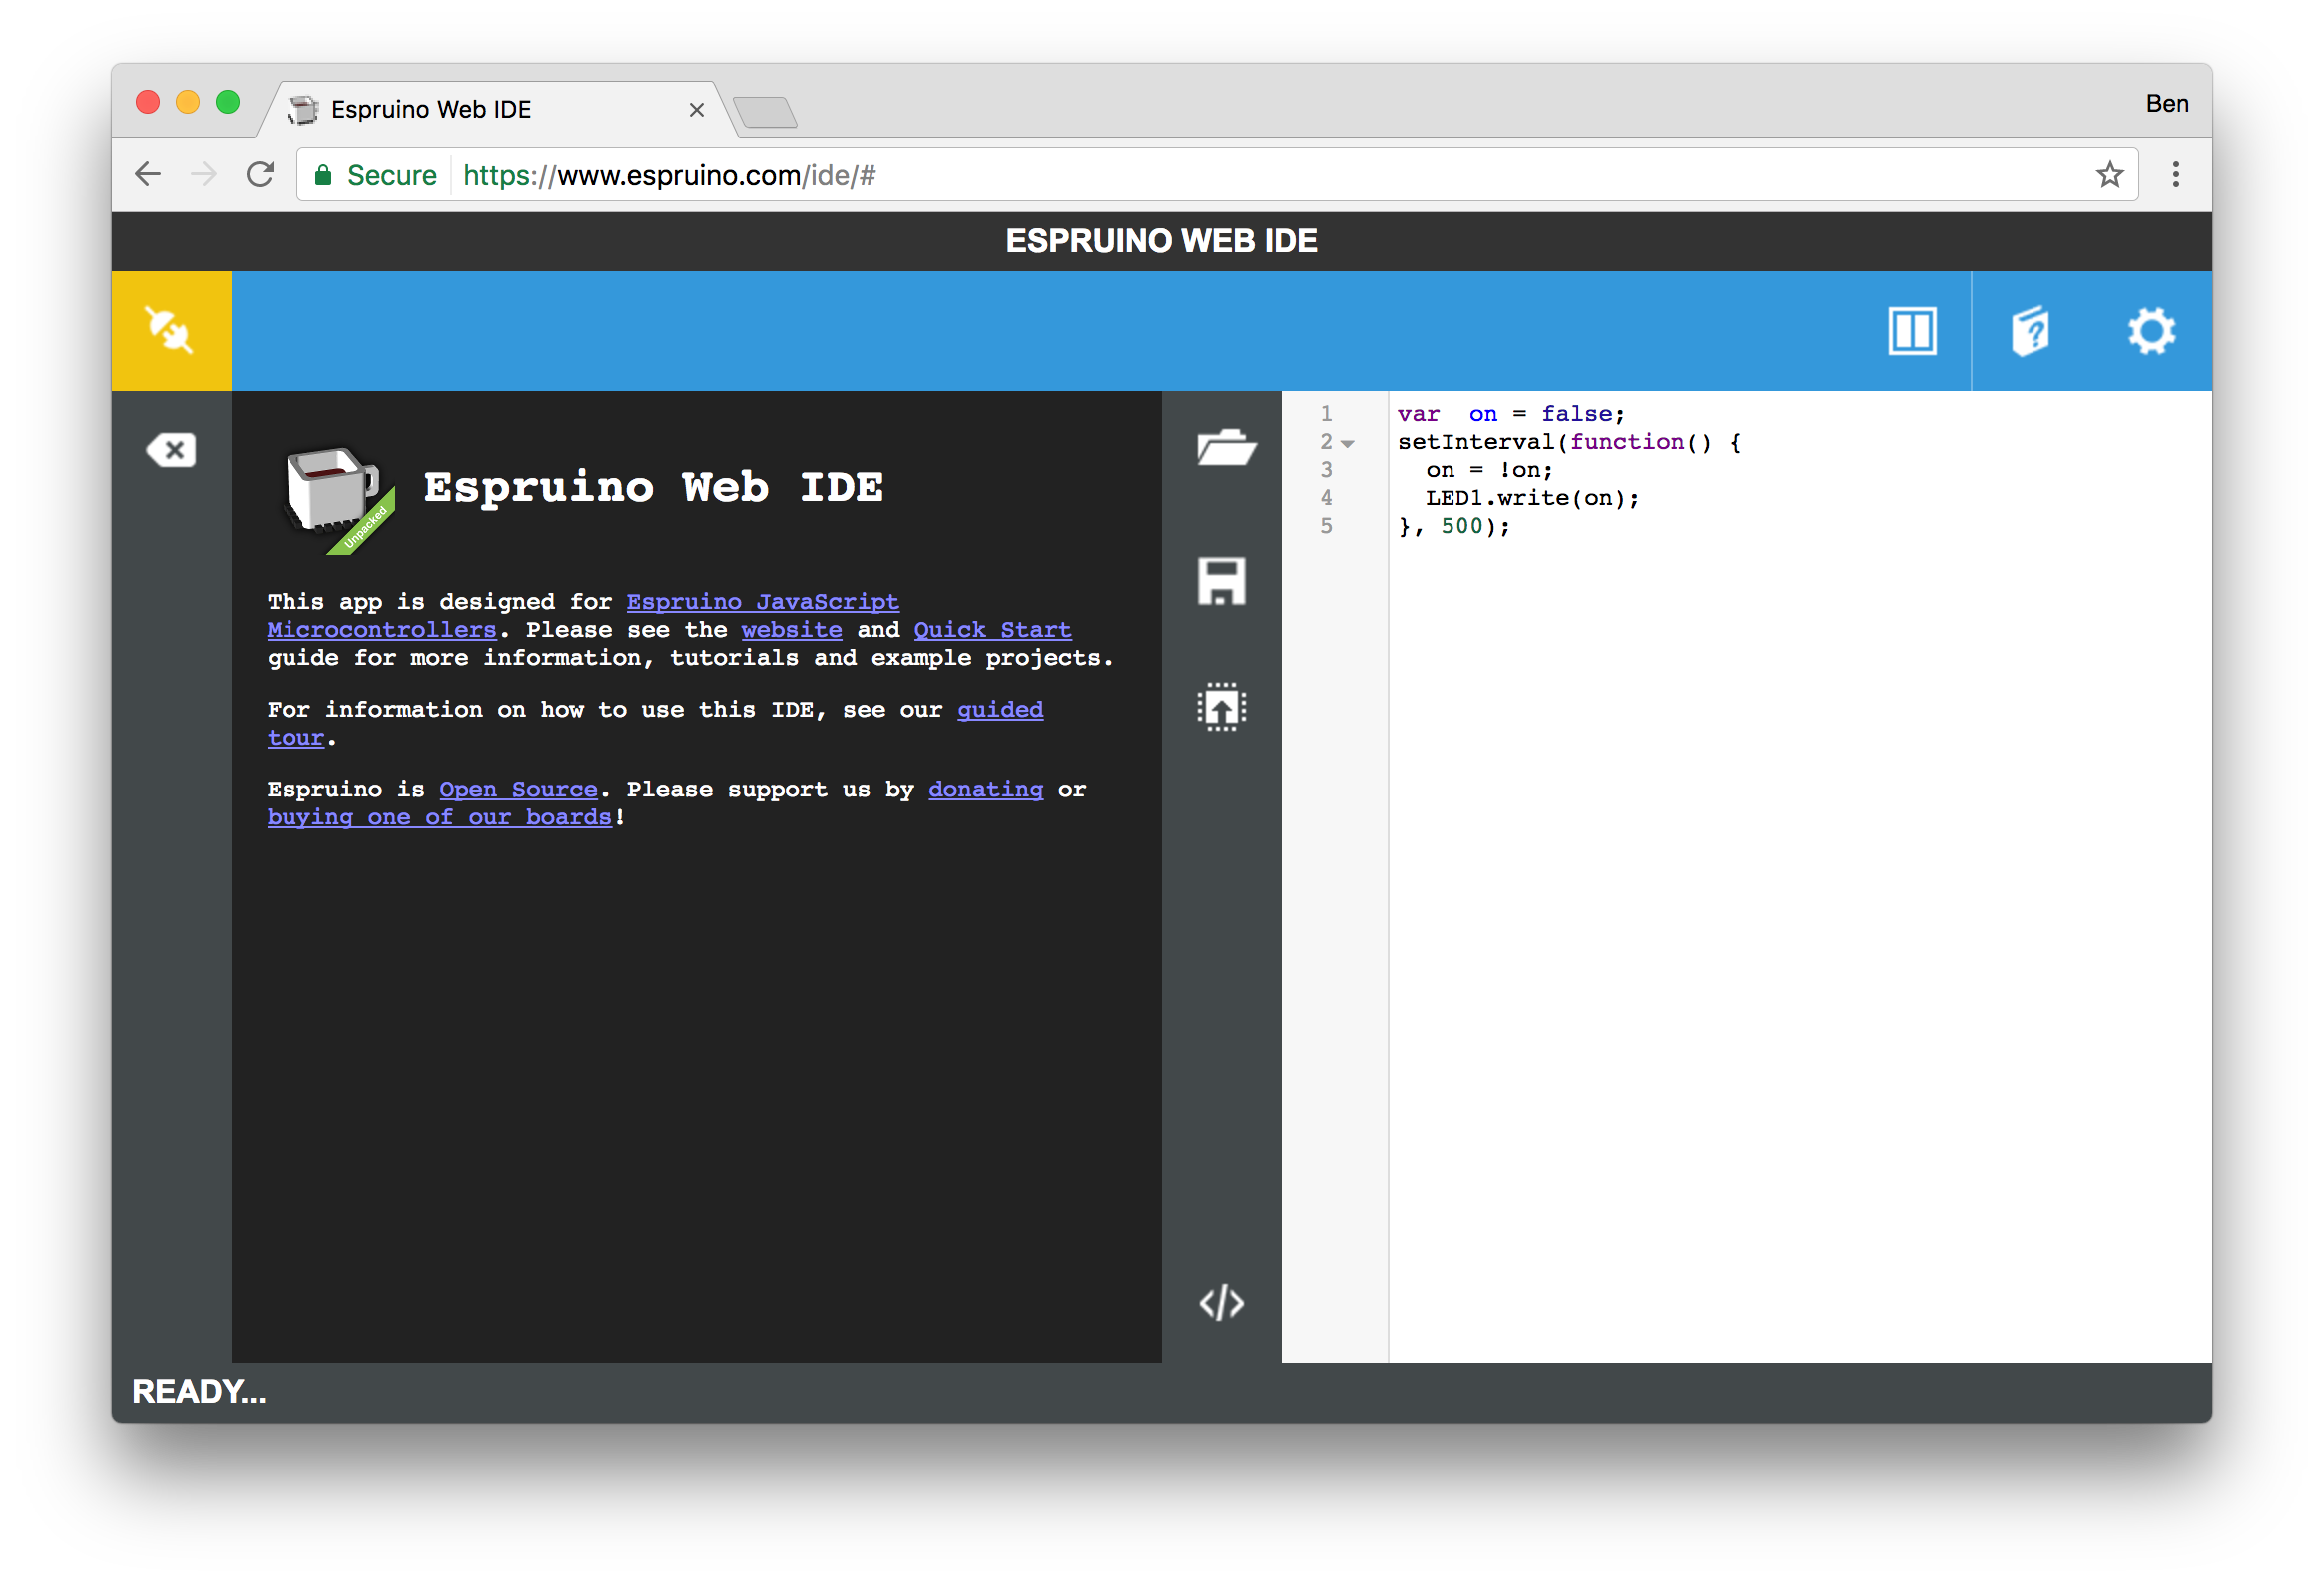 Espruino Web IDE
Ben
Secure
https://www.espruino.com/ide/#
ESPRUINO WEB IDE
Unpacked
Espruino Web IDE
This app is designed for Espruino JavaScript
Microcontrollers. Please see the website and Quick Start
guide for more information, tutorials and example projects.
For information on how to use this IDE, see our guided
tour.
Espruino is Open Source. Please support us by donating or
buying one of our boards!
1 var  on = false;
2 setInterval(function() {
3   on = !on;
4   LED1.write(on);
5 }, 500);
READY...